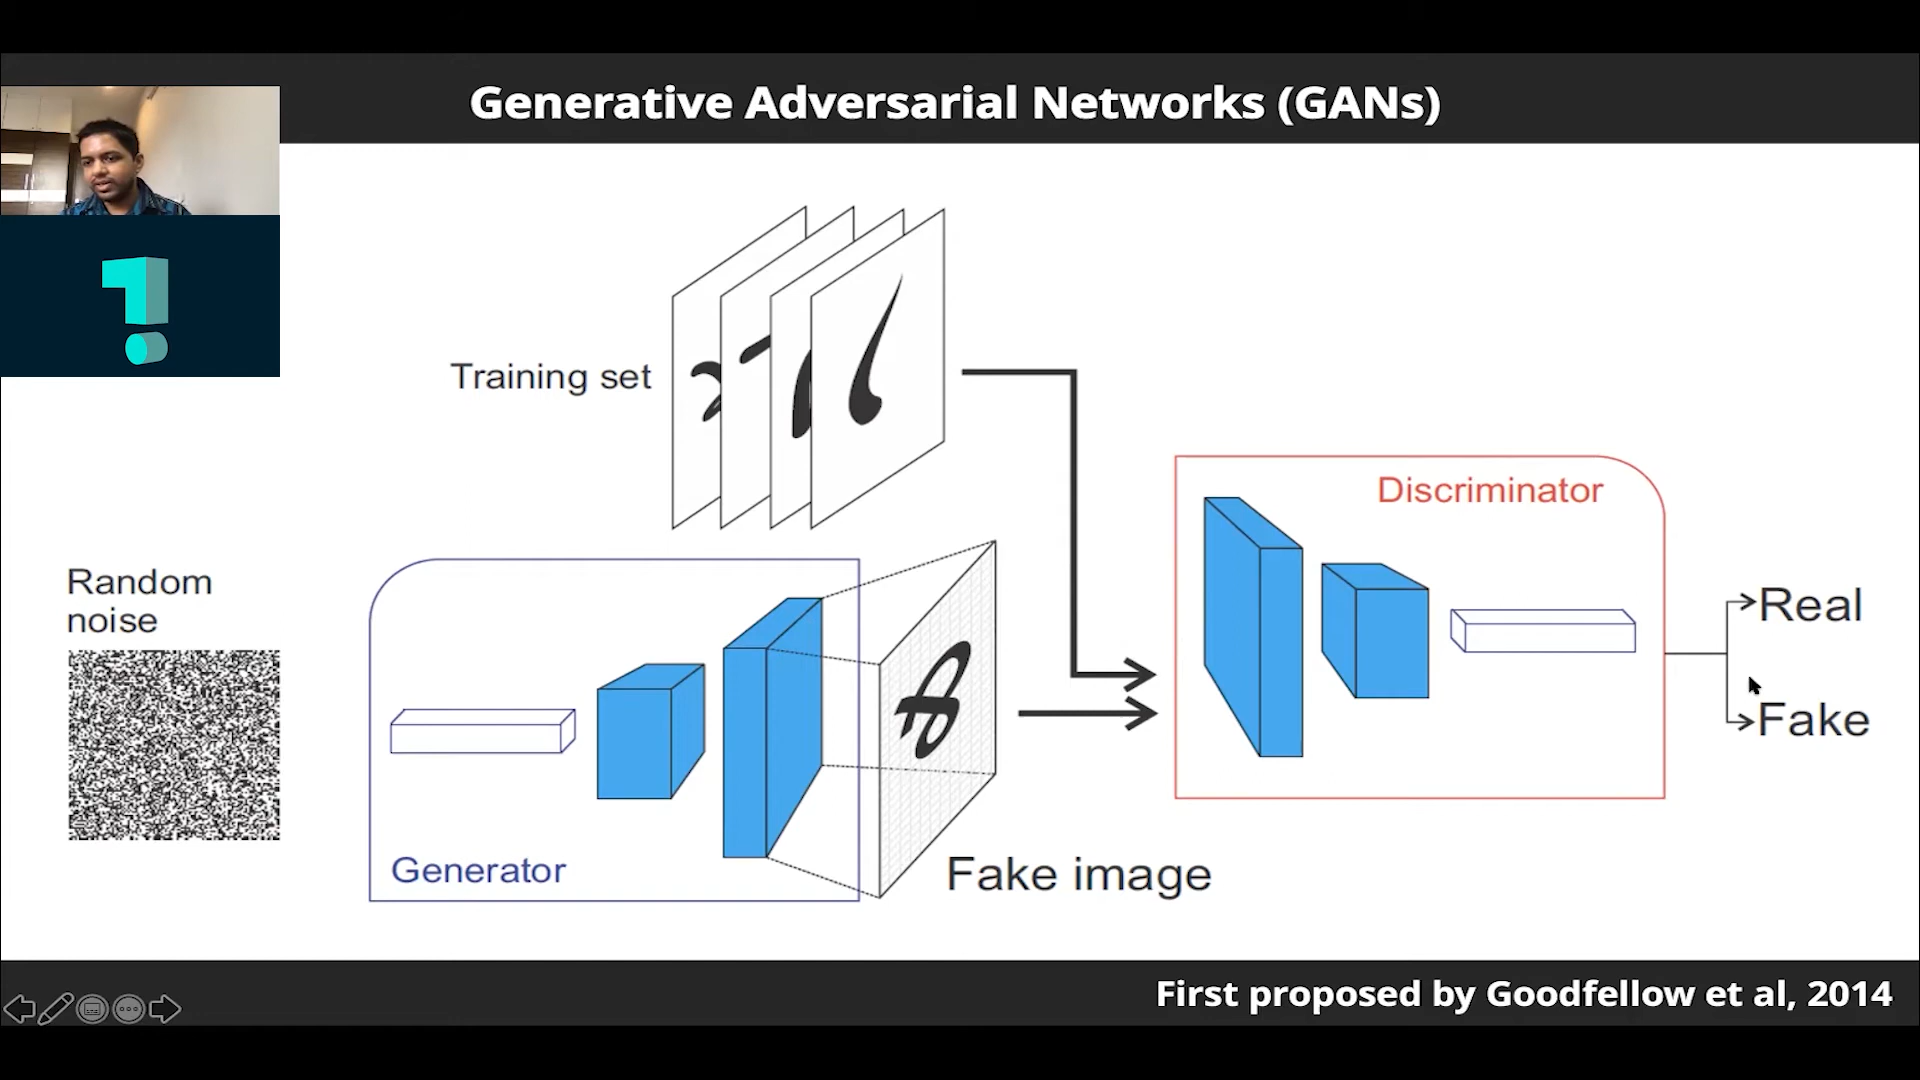 Generative Adversarial Networks (GANs)
Training set
Discriminator
Random
noise
Real
Fake
Generator
Fake image
First proposed by Goodfellow et al, 2014